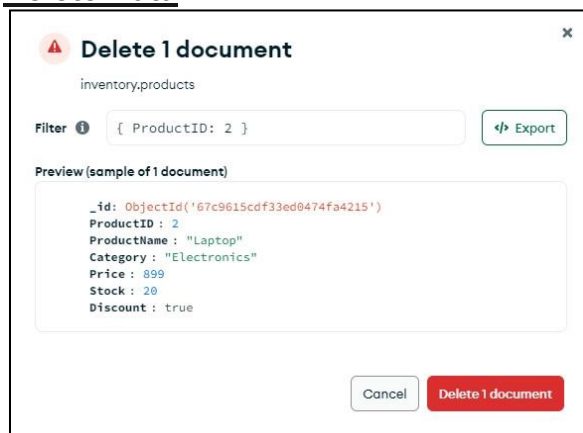 Delete 1 document
inventory.products
Filter { ProductID: 2 } </> Export
Preview (sample of 1 document)
_id: ObjectId('67c9615cdf33ed0474fa4215')
ProductID : 2
ProductName : "Laptop"
Category : "Electronics"
Price : 899
Stock : 20
Discount : true
Cancel Delete 1 document